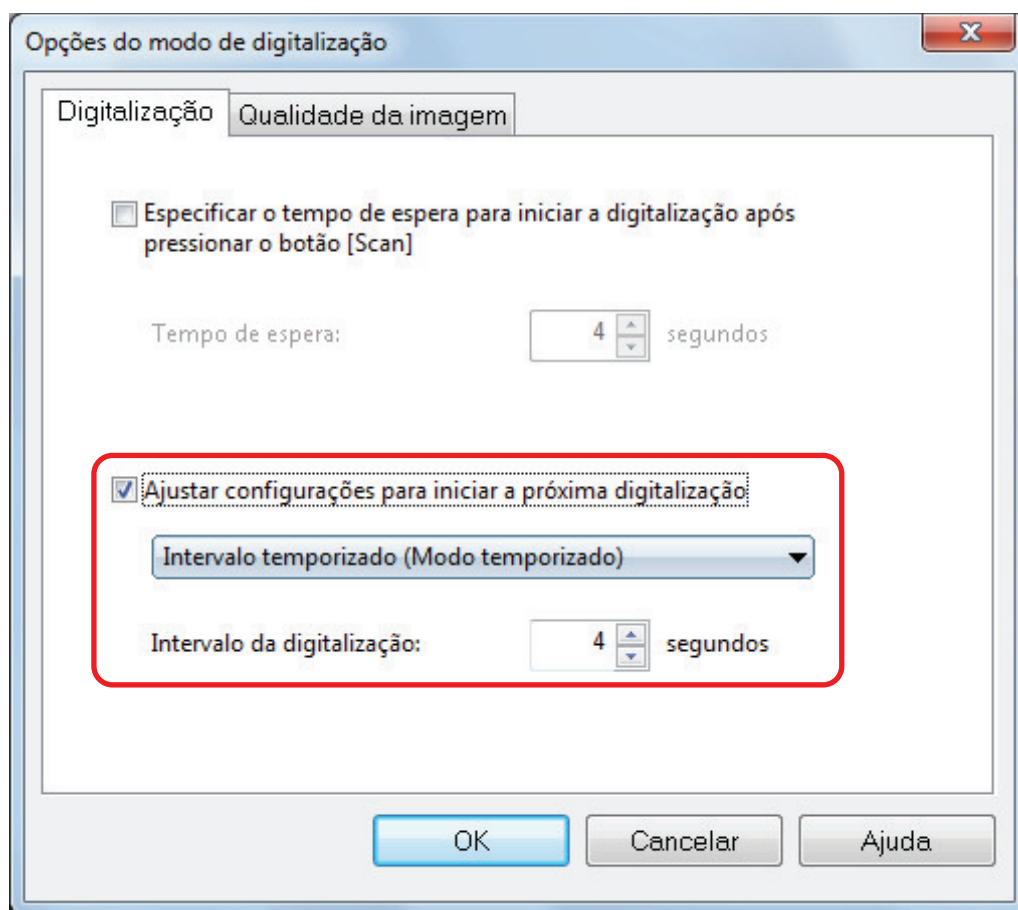 Opções do modo de digitalização
Digitalização
Qualidade da imagem
Especificar o tempo de espera para iniciar a digitalização após
pressionar o botão [Scan]
Tempo de espera: 4 segundos
Ajustar configurações para iniciar a próxima digitalização
Intervalo temporizado (Modo temporizado)
Intervalo da digitalização: 4 segundos
OK
Cancelar
Ajuda